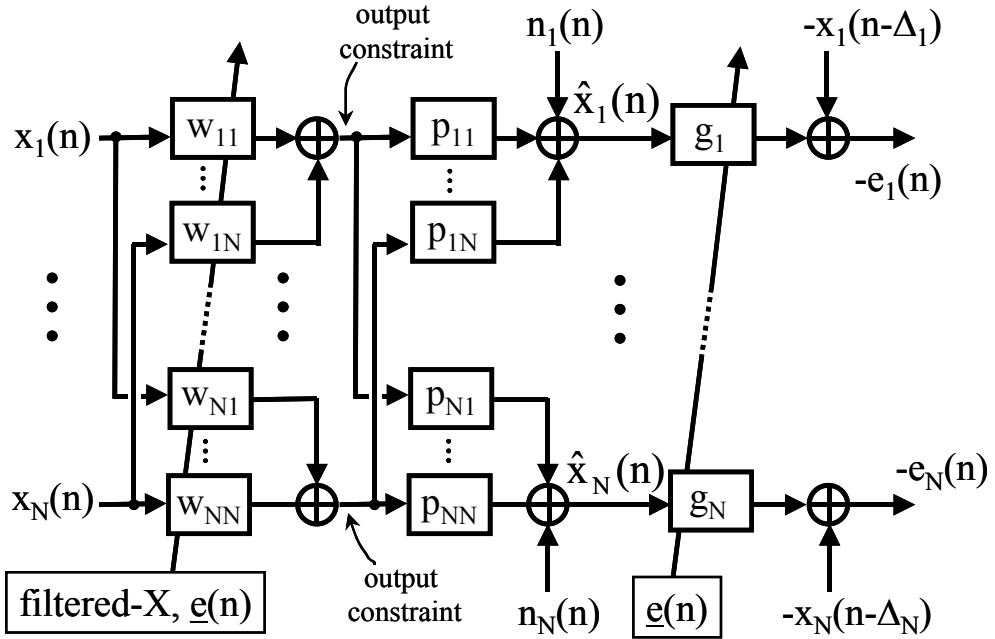 output
constraint
n₁(n)
-x₁(n-Δ₁)
x₁(n)
w₁₁
p₁₁
x̂₁(n)
g₁
-e₁(n)
w₁N
p₁N
wN1
pN1
xN(n)
wNN
pNN
x̂N(n)
gN
-eN(n)
output
constraint
filtered-X, e(n)
nN(n)
e(n)
-xN(n-ΔN)